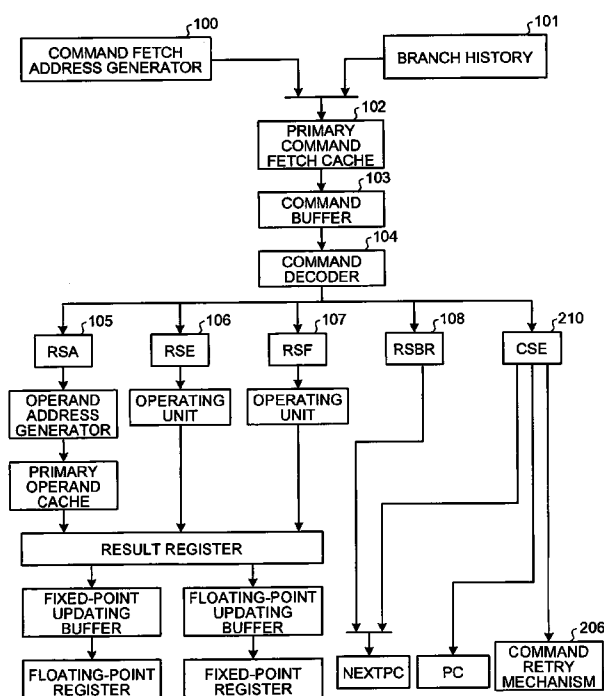 100
COMMAND FETCH
ADDRESS GENERATOR
101
BRANCH HISTORY
102
PRIMARY
COMMAND
FETCH CACHE
103
COMMAND
BUFFER
104
COMMAND
DECODER
105
RSA
106
RSE
107
RSF
108
RSBR
210
CSE
OPERAND
ADDRESS
GENERATOR
OPERATING
UNIT
OPERATING
UNIT
PRIMARY
OPERAND
CACHE
RESULT REGISTER
FIXED-POINT
UPDATING
BUFFER
FLOATING-POINT
UPDATING
BUFFER
FLOATING-POINT
REGISTER
FIXED-POINT
REGISTER
NEXTPC
PC
206
COMMAND
RETRY
MECHANISM